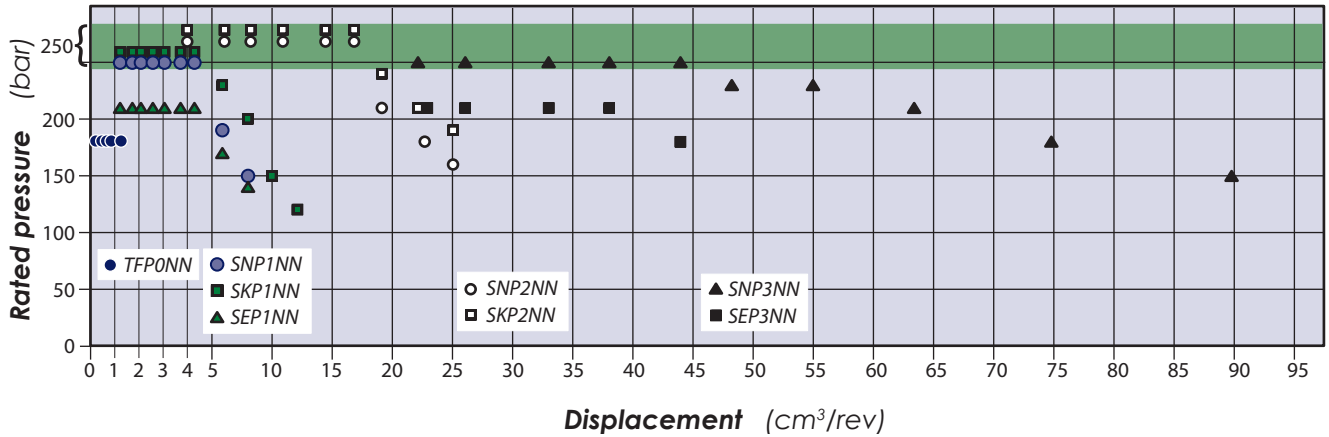 Rated pressure (bar)
250
200
150
100
50
0
TFP0NN
SNP1NN
SKP1NN
SEP1NN
SNP2NN
SKP2NN
SNP3NN
SEP3NN
0 1 2 3 4 5 10 15 20 25 30 35 40 45 50 55 60 65 70 75 80 85 90 95
Displacement (cm³/rev)